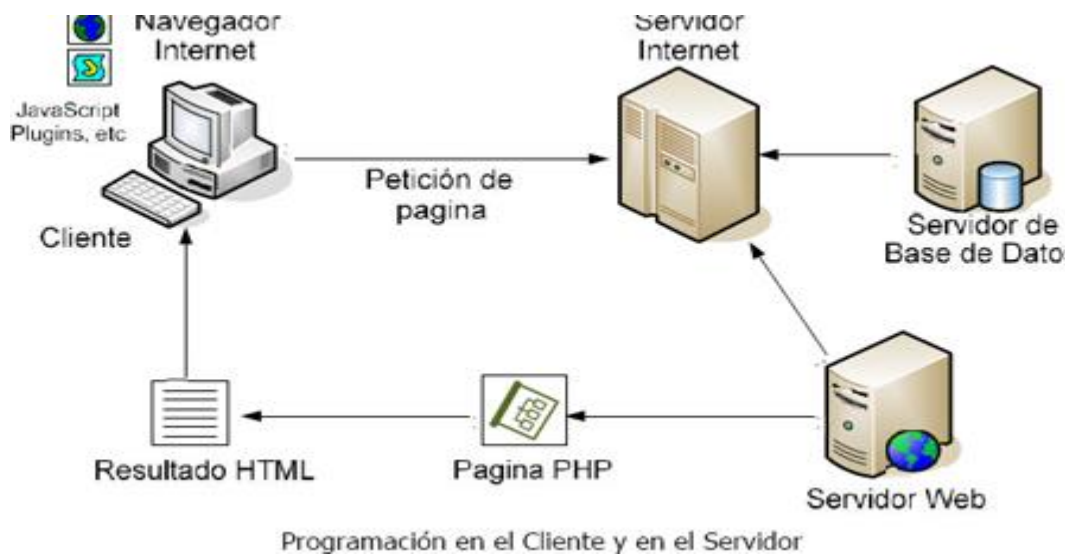 Navegador
Internet
Servidor
Internet
JavaScript
Plugins, etc
Petición de
pagina
Cliente
Servidor de
Base de Dato
Resultado HTML
Pagina PHP
Servidor Web
Programación en el Cliente y en el Servidor